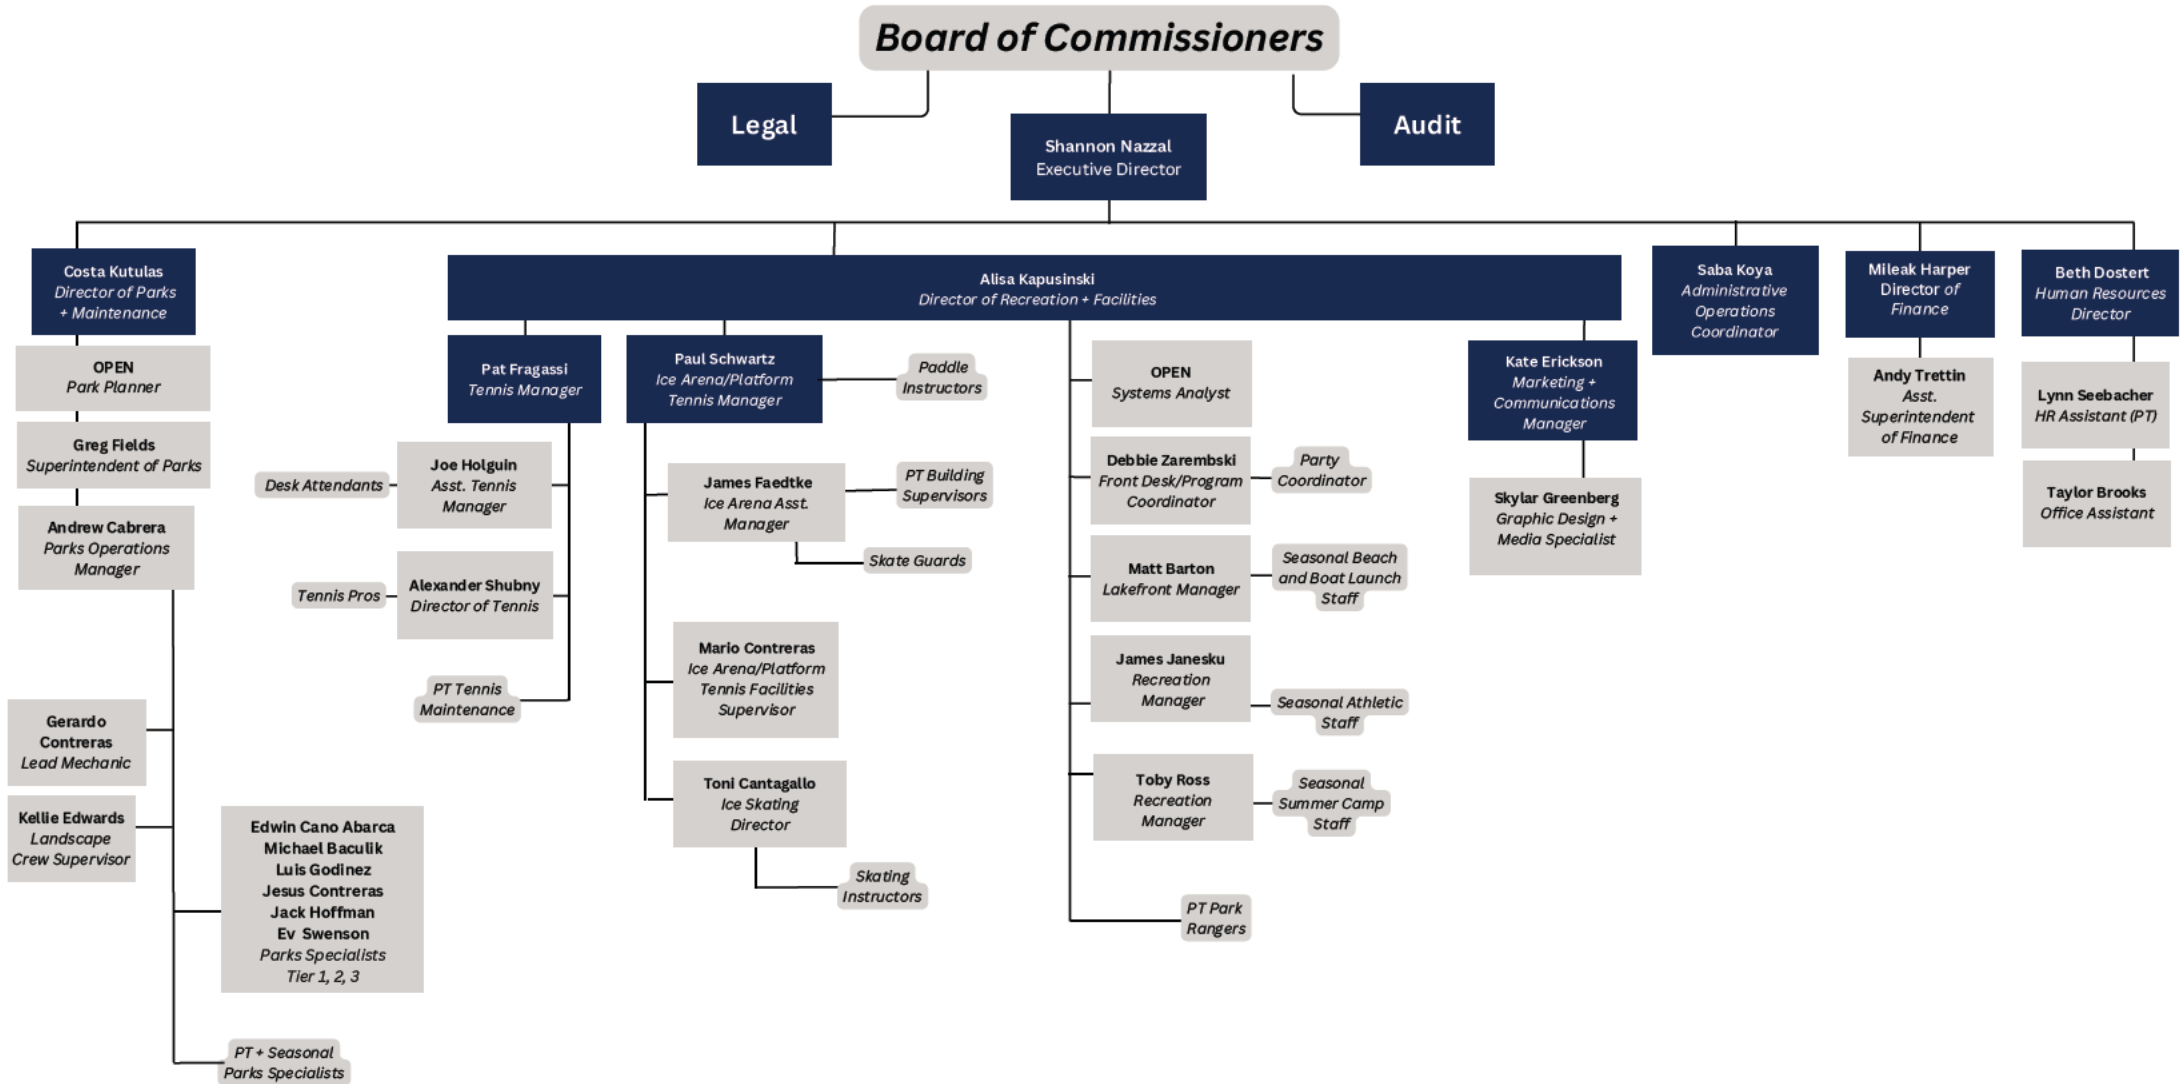 Board of Commissioners
Legal
Shannon Nazzal
Executive Director
Audit
Costa Kutulas
Director of Parks
+ Maintenance
OPEN
Park Planner
Greg Fields
Superintendent of Parks
Andrew Cabrera
Parks Operations
Manager
Gerardo
Contreras
Lead Mechanic
Kellie Edwards
Landscape
Crew Supervisor
Edwin Cano Abarca
Michael Baculik
Luis Godinez
Jesus Contreras
Jack Hoffman
Ev Swenson
Parks Specialists
Tier 1, 2, 3
PT + Seasonal
Parks Specialists
Alisa Kapusinski
Director of Recreation + Facilities
Pat Fragassi
Tennis Manager
Desk Attendants
Joe Holguin
Asst. Tennis
Manager
Tennis Pros
Alexander Shubny
Director of Tennis
PT Tennis
Maintenance
Paul Schwartz
Ice Arena/Platform
Tennis Manager
Paddle
Instructors
James Faedtke
Ice Arena Asst.
Manager
PT Building
Supervisors
Skate Guards
Mario Contreras
Ice Arena/Platform
Tennis Facilities
Supervisor
Toni Cantagallo
Ice Skating
Director
Skating
Instructors
OPEN
Systems Analyst
Debbie Zarembski
Front Desk/Program
Coordinator
Party
Coordinator
Matt Barton
Lakefront Manager
Seasonal Beach
and Boat Launch
Staff
James Janesku
Recreation
Manager
Seasonal Athletic
Staff
Toby Ross
Recreation
Manager
Seasonal
Summer Camp
Staff
PT Park
Rangers
Kate Erickson
Marketing +
Communications
Manager
Skylar Greenberg
Graphic Design +
Media Specialist
Saba Koya
Administrative
Operations
Coordinator
Mileak Harper
Director of
Finance
Andy Trettin
Asst.
Superintendent
of Finance
Beth Dostert
Human Resources
Director
Lynn Seebacher
HR Assistant (PT)
Taylor Brooks
Office Assistant